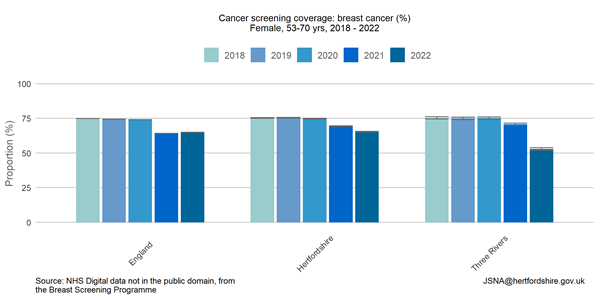 Cancer screening coverage: breast cancer (%)
Female, 53-70 yrs, 2018 - 2022
2018 2019 2020 2021 2022
100
75
50
25
0
Proportion (%)
England
Hertfordshire
Three Rivers
Source: NHS Digital data not in the public domain, from
the Breast Screening Programme
JSNA@hertfordshire.gov.uk